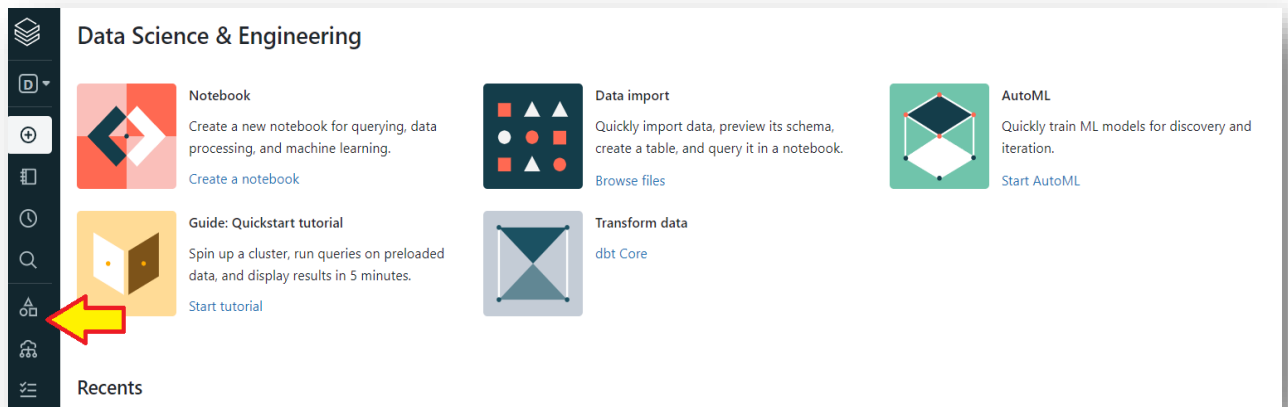 Data Science & Engineering
D
Notebook
Create a new notebook for querying, data
processing, and machine learning.
Create a notebook
Data import
Quickly import data, preview its schema,
create a table, and query it in a notebook.
Browse files
AutoML
Quickly train ML models for discovery and
iteration.
Start AutoML
Guide: Quickstart tutorial
Spin up a cluster, run queries on preloaded
data, and display results in 5 minutes.
Start tutorial
Transform data
dbt Core
Recents